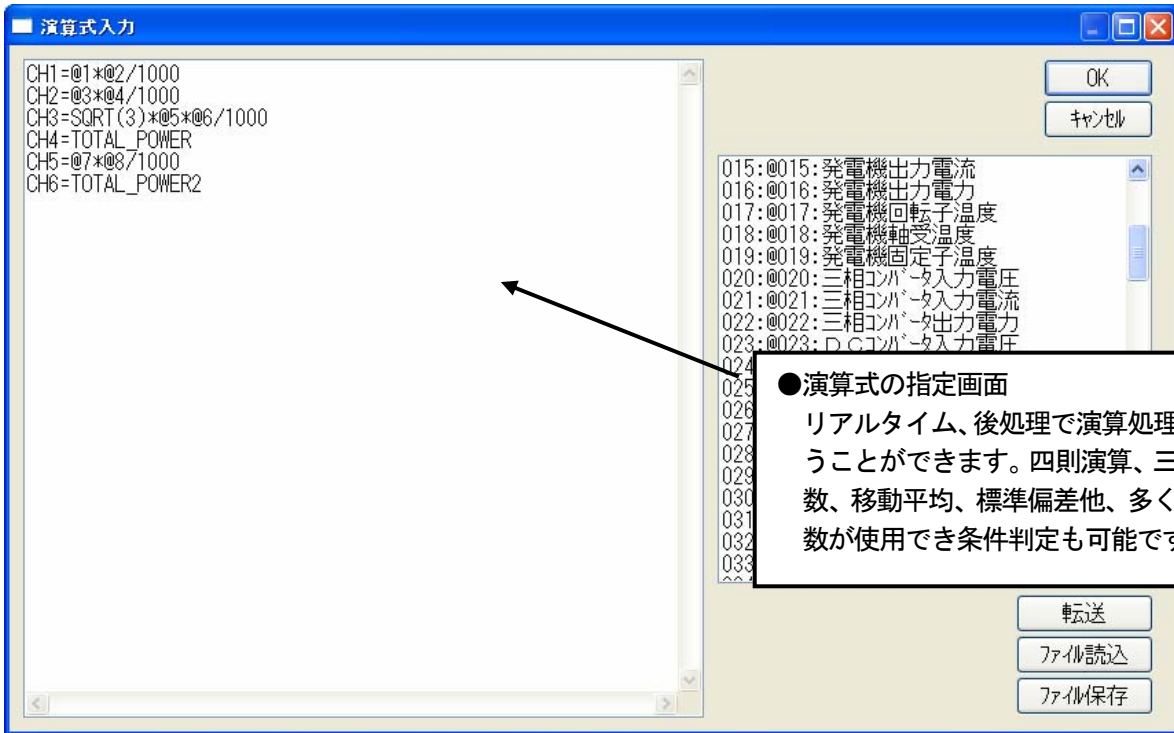 演算式入力
CH1=@1*@2/1000
CH2=@3*@4/1000
CH3=SQRT(3)*@5*@6/1000
CH4=TOTAL_POWER
CH5=@7*@8/1000
CH6=TOTAL_POWER2
OK
キャンセル
015:@015:発電機出力電流
016:@016:発電機出力電力
017:@017:発電機回転子温度
018:@018:発電機軸受温度
019:@019:発電機固定子温度
020:@020:三相コンバータ入力電圧
021:@021:三相コンバータ入力電流
022:@022:三相コンバータ出力電力
023:@023:DCコンバータ入力電圧
024
025
026
027
028
029
030
031
032
033
●演算式の指定画面
リアルタイム、後処理で演算処理
うことができます。四則演算、三
数、移動平均、標準偏差他、多く
数が使用でき条件判定も可能です
転送
ファイル読込
ファイル保存